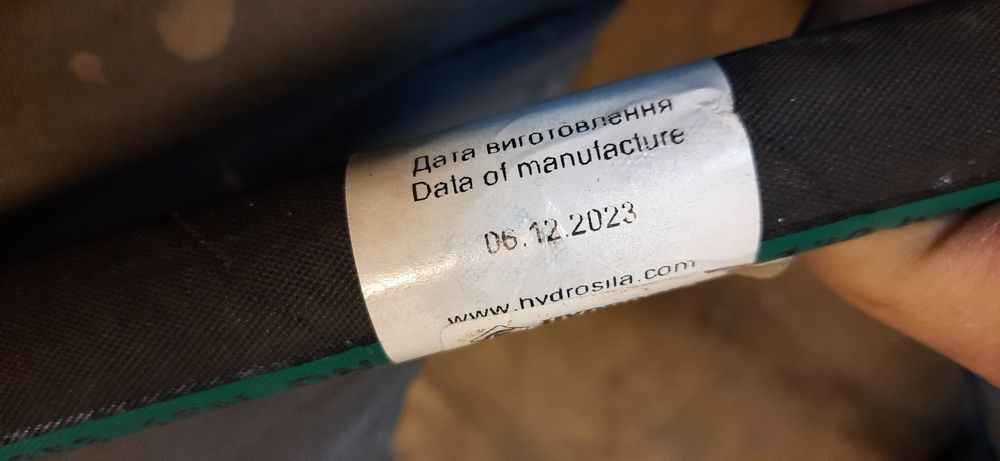 Дата виготовлення
Data of manufacture
06.12.2023
www.hydrosila.com